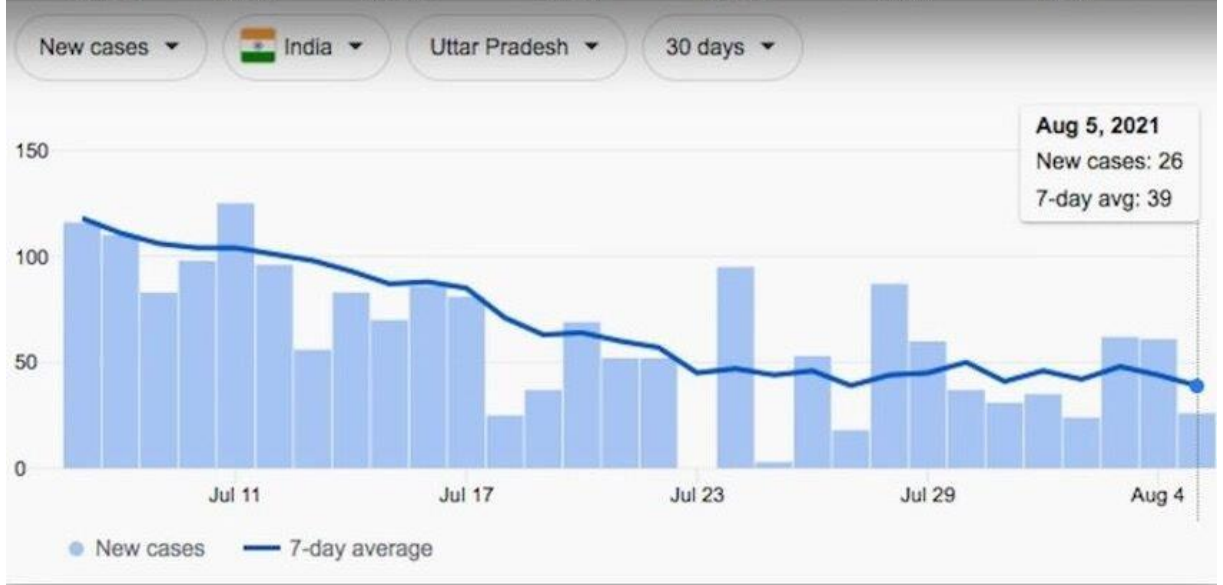 New cases India Uttar Pradesh 30 days
Aug 5, 2021
New cases: 26
7-day avg: 39
150
100
50
0
Jul 11 Jul 17 Jul 23 Jul 29 Aug 4
New cases 7-day average